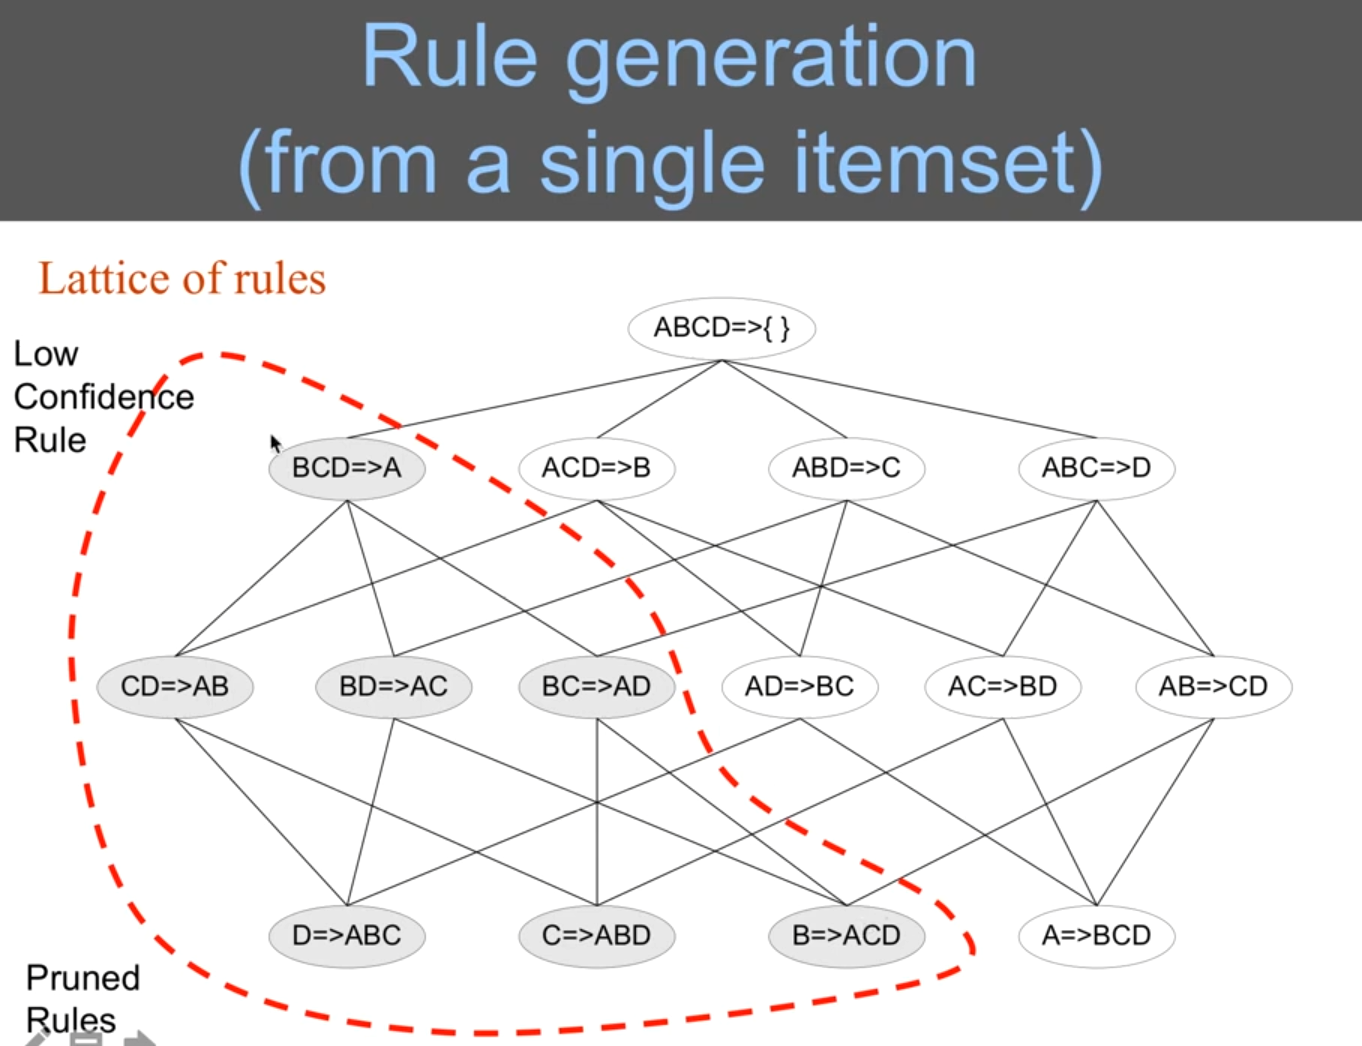 Rule generation
(from a single itemset)
Lattice of rules
ABCD=>{ }
Low
Confidence
Rule
BCD=>A
ACD=>B
ABD=>C
ABC=>D
CD=>AB
BD=>AC
BC=>AD
AD=>BC
AC=>BD
AB=>CD
D=>ABC
C=>ABD
B=>ACD
A=>BCD
Pruned
Rules